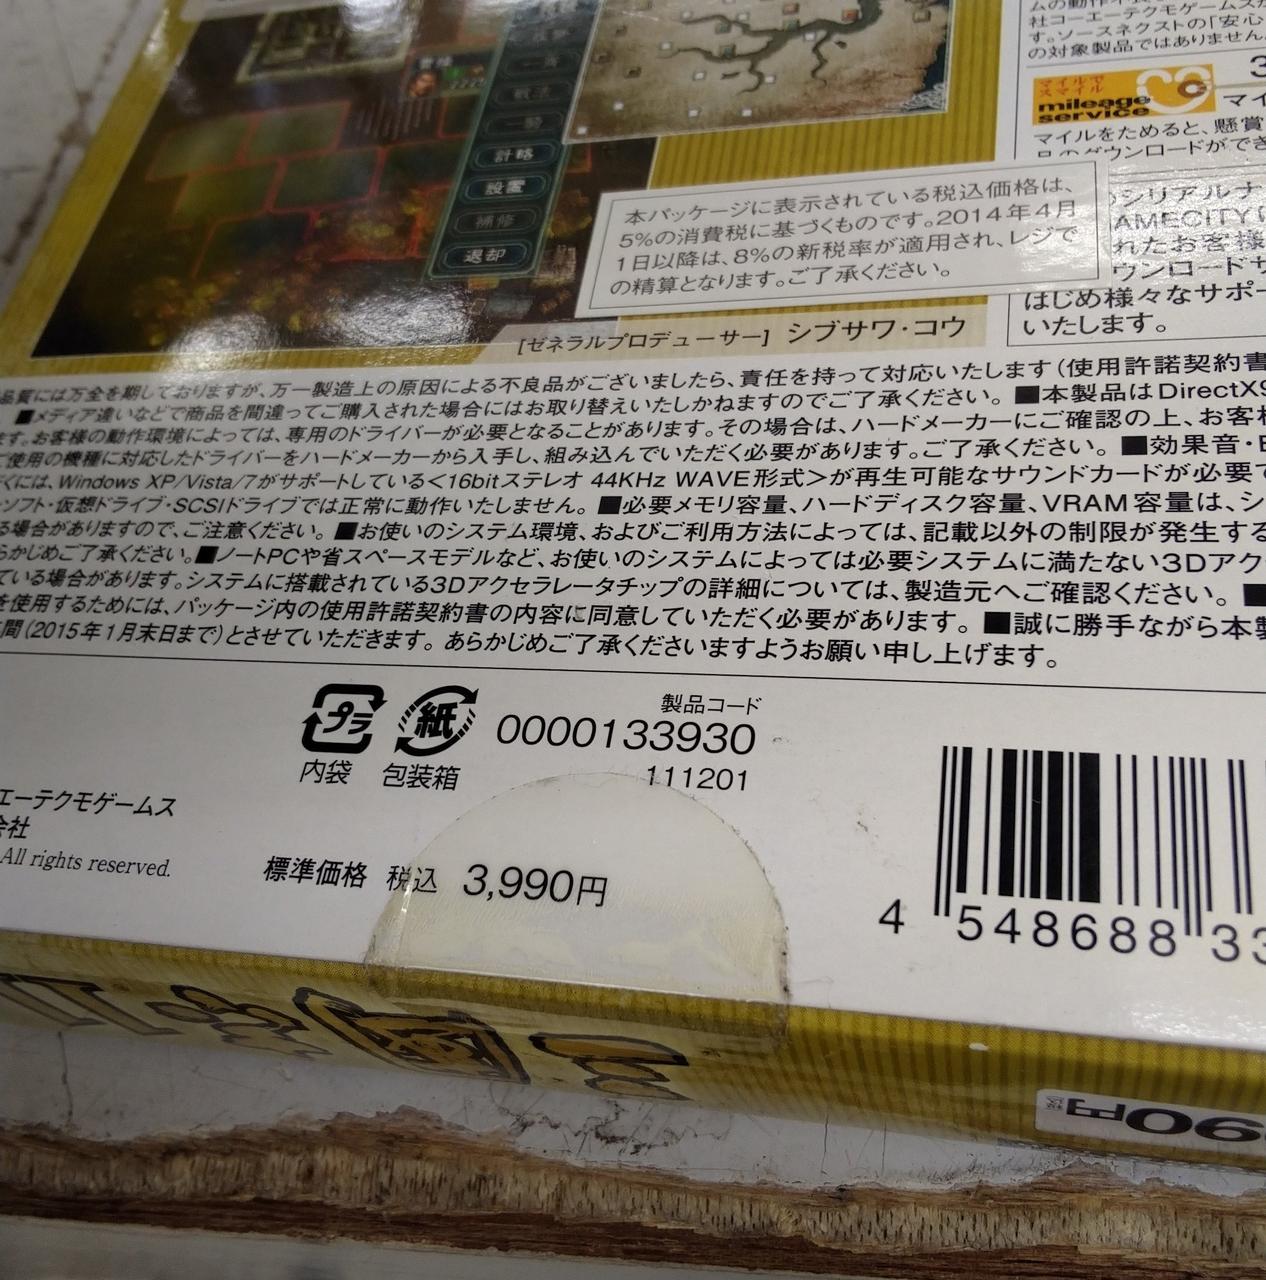 ムの動作不
社コーエーテクモゲームスが
す。ソースネクストの「安心
の対象製品ではありません。
マイルで
スマイル
mileage
service
マイ
マイルをためると、懸賞
品のダウンロードができ
一斉
戦法
計略
設置
補修
退却
本パッケージに表示されている税込価格は、
5%の消費税に基づくものです。2014年4月
1日以降は、8%の新税率が適用され、レジで
の精算となります。ご了承ください。
シリアルナ
AMECITYに
れたお客様
ウンロードサ
はじめ様々なサポー
いたします。
[ゼネラルプロデューサー] シブサワ・コウ
品質には万全を期しておりますが、万一製造上の原因による不良品がございましたら、責任を持って対応いたします(使用許諾契約書
■メディア違いなどで商品を間違ってご購入された場合にはお取り替えいたしかねますのでご了承ください。 ■本製品はDirectX9
ます。お客様の動作環境によっては、専用のドライバーが必要となることがあります。その場合は、ハードメーカーにご確認の上、お客様
ご使用の機種に対応したドライバーをハードメーカーから入手し、組み込んでいただく必要があります。ご了承ください。 ■効果音・B
くには、Windows XP/Vista/7がサポートしている<16bitステレオ 44KHz WAVE形式>が再生可能なサウンドカードが必要で
ソフト・仮想ドライブ・SCSIドライブでは正常に動作いたしません。 ■必要メモリ容量、ハードディスク容量、VRAM容量は、シ
る場合がありますので、ご注意ください。 ■お使いのシステム環境、およびご利用方法によっては、記載以外の制限が発生する
らかじめご了承ください。■ノートPCや省スペースモデルなど、お使いのシステムによっては必要システムに満たない3Dアク
ている場合があります。システムに搭載されている3Dアクセラレータチップの詳細については、製造元へご確認ください。 ■
を使用するためには、パッケージ内の使用許諾契約書の内容に同意していただく必要があります。 ■誠に勝手ながら本製
間(2015年1月末日まで)とさせていただきます。あらかじめご了承くださいますようお願い申し上げます。
プラ
内袋
紙
包装箱
製品コード
0000133930
111201
エーテクモゲームス
会社
All rights reserved.
標準価格 税込 3,990円
4 548688 33
90円